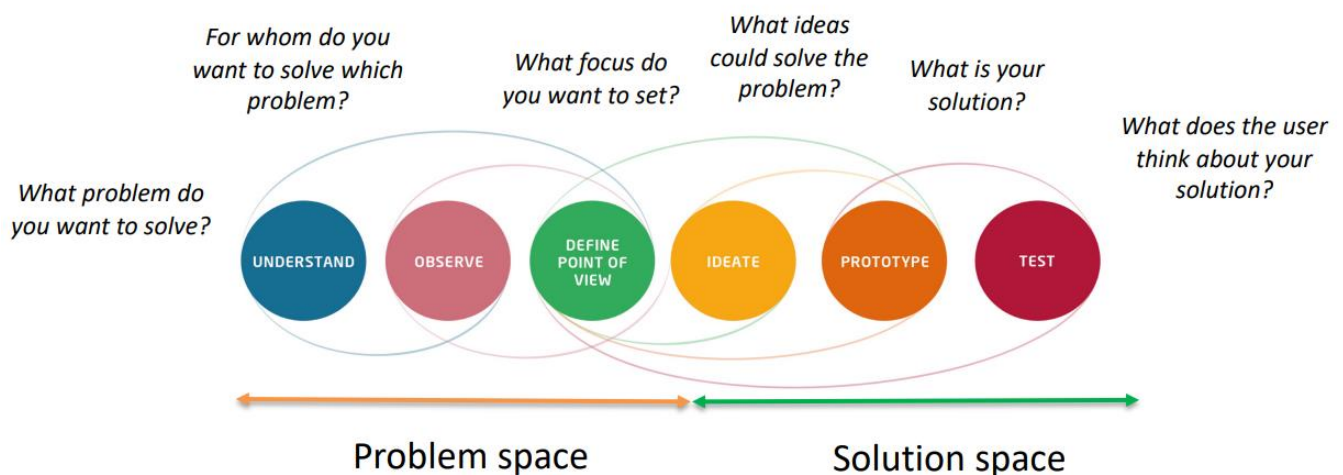 For whom do you
want to solve which
problem?
What focus do
you want to set?
What ideas
could solve the
problem?
What is your
solution?
What does the user
think about your
solution?
What problem do
you want to solve?
UNDERSTAND
OBSERVE
DEFINE
POINT OF
VIEW
IDEATE
PROTOTYPE
TEST
Problem space
Solution space